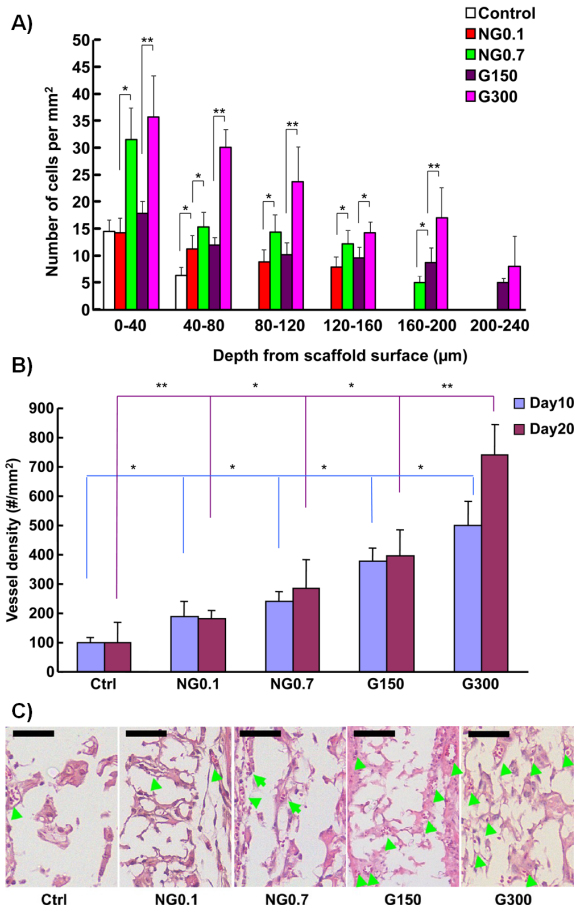 A)
Control
NG0.1
NG0.7
G150
G300
Number of cells per mm²
50
45
40
35
30
25
20
15
10
5
0
*
**
*
*
**
*
**
*
*
*
**
0-40
40-80
80-120
120-160
160-200
200-240
Depth from scaffold surface (µm)
B)
Day10
Day20
Vessel density (#/mm²)
900
800
700
600
500
400
300
200
100
0
**
*
*
**
*
*
*
*
Ctrl
NG0.1
NG0.7
G150
G300
C)
Ctrl
NG0.1
NG0.7
G150
G300